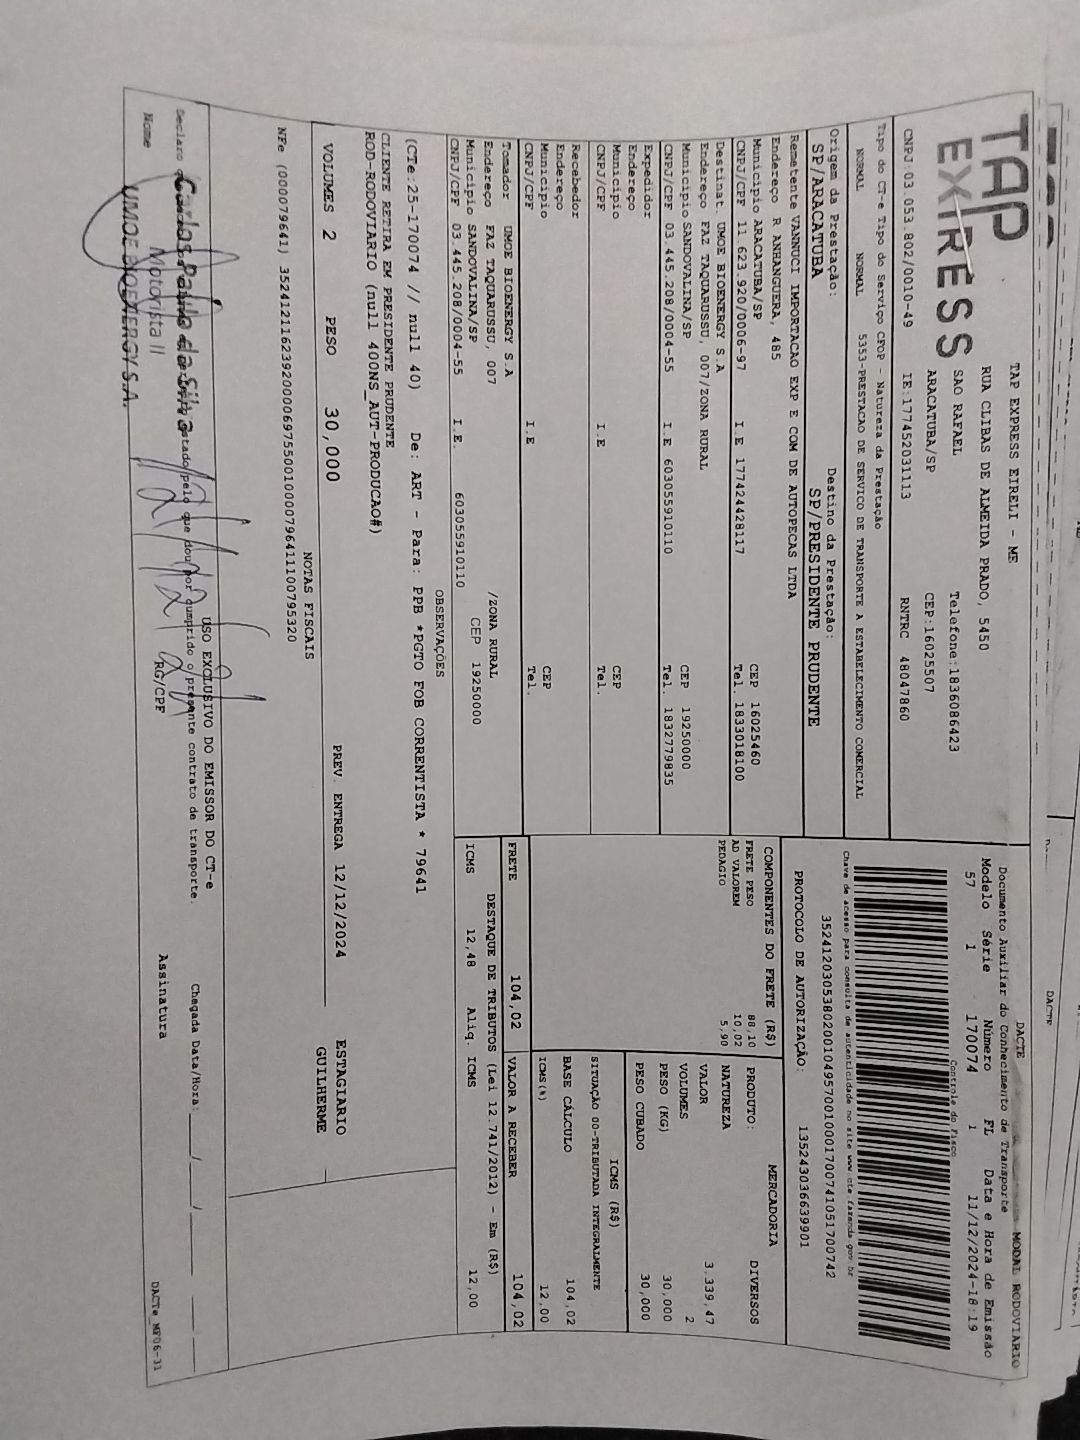 TAP
EXPRESS
TAP EXPRESS EIRELI - ME
RUA CLIBAS DE ALMEIDA PRADO, 5450
SAO RAFAEL Telefone:1836086423
ARACATUBA/SP CEP:16025507
CNPJ:03.053.802/0010-49 IE:177452031113 RNTRC 48047860
DACTE MODAL RODOVIARIO
Documento Auxiliar do Conhecimento de Transporte
Modelo Série Número FL Data e Hora de Emissão
57 1 170074 1 11/12/2024-18:19
Controle do Fisco
Chave de acesso para consulta de autenticidade no site www.cte.fazenda.gov.br
35241203053802001049570010001700741051700742
PROTOCOLO DE AUTORIZAÇÃO: 135243036639901
Tipo do CT-e Tipo do Serviço CFOP - Natureza da Prestação
NORMAL NORMAL 5353-PRESTACAO DE SERVICO DE TRANSPORTE A ESTABELECIMENTO COMERCIAL
Origem da Prestação: Destino da Prestação:
SP/ARACATUBA SP/PRESIDENTE PRUDENTE
Remetente VANNUCI IMPORTACAO EXP E COM DE AUTOPECAS LTDA
Endereço R ANHANGUERA, 485
Município ARACATUBA/SP CEP 16025460
CNPJ/CPF 11.623.920/0006-97 I.E 177424428117 Tel. 1833018100
Destinat. UMOE BIOENERGY S.A
Endereço FAZ TAQUARUSSU, 007/ZONA RURAL
Município SANDOVALINA/SP CEP 19250000
CNPJ/CPF 03.445.208/0004-55 I.E 603055910110 Tel. 1832779835
Expedidor
Endereço
Município CEP
CNPJ/CPF I.E Tel.
Recebedor
Endereço
Município CEP
CNPJ/CPF I.E Tel.
Tomador UMOE BIOENERGY S.A
Endereço FAZ TAQUARUSSU, 007 /ZONA RURAL
Município SANDOVALINA/SP CEP 19250000
CNPJ/CPF 03.445.208/0004-55 I.E. 603055910110
COMPONENTES DO FRETE (R$)
FRETE PESO 88,10
AD VALOREM 10,02
PEDAGIO 5,90
MERCADORIA
PRODUTO: DIVERSOS
NATUREZA
VALOR 3.339,47
VOLUMES 2
PESO (KG) 30,000
PESO CUBADO 30,000
ICMS (R$)
SITUAÇÃO 00-TRIBUTADA INTEGRALMENTE
BASE CÁLCULO 104,02
ICMS(%) 12,00
FRETE 104,02 VALOR A RECEBER 104,02
DESTAQUE DE TRIBUTOS (Lei 12.741/2012) - Em (R$)
ICMS 12,48 Aliq. ICMS 12,00
OBSERVAÇÕES
(CTe:25-170074 // null 40) De: ART - Para: PPB *PGTO FOB CORRENTISTA * 79641
CLIENTE RETIRA EM PRESIDENTE PRUDENTE
ROD-RODOVIARIO (null 400NS_AUT-PRODUCAO#)
VOLUMES 2 PESO 30,000 PREV. ENTREGA 12/12/2024 ESTAGIARIO
GUILHERME
NOTAS FISCAIS
NFe (000079641) 35241211623920000697550010000796411100795320
USO EXCLUSIVO DO EMISSOR DO CT-e
Declaro estado pelo que dou por cumprido o presente contrato de transporte. Chegada Data/Hora: / /
Nome RG/CPF Assinatura
Carlos Paulo da Silva
Motorista II
UMOE BIOENERGY S.A.
DACTe_MF06-31
DACTE